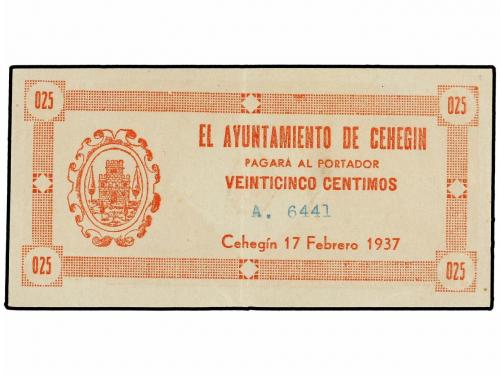 025
025
EL AYUNTAMIENTO DE CEHEGIN
PAGARÁ AL PORTADOR
VEINTICINCO CENTIMOS
A. 6441
Cehegín 17 Febrero 1937
025
025